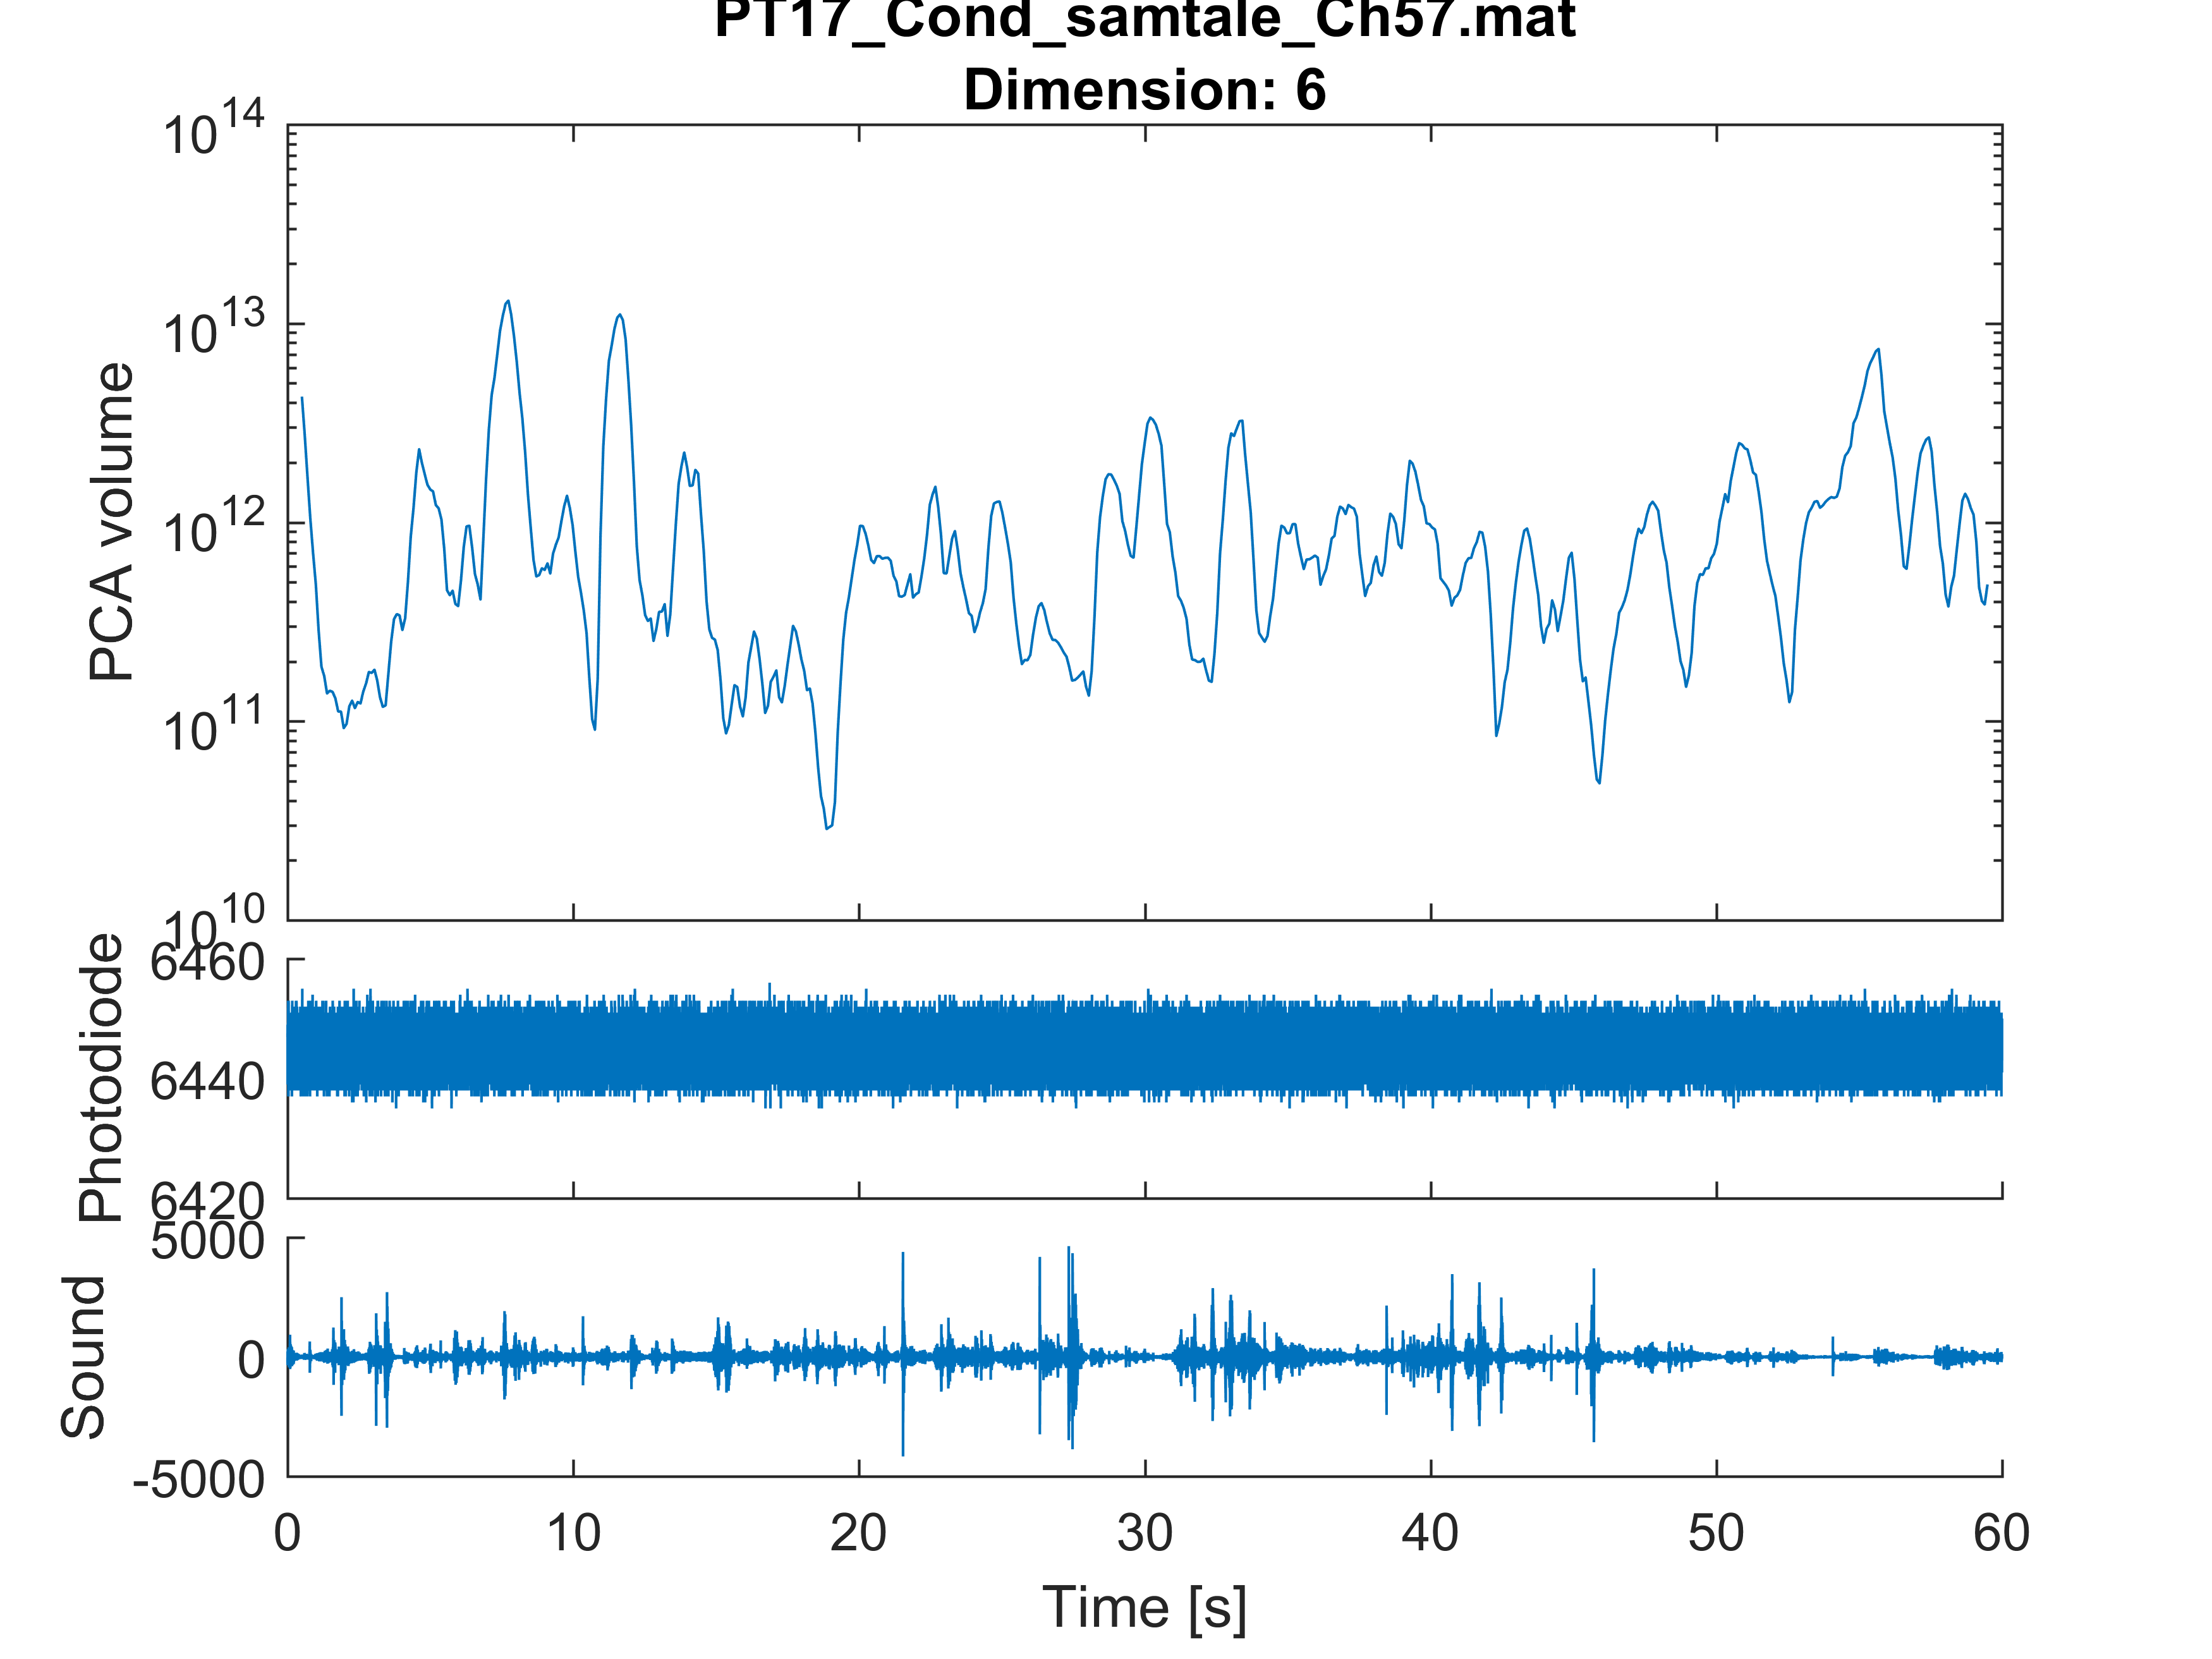 PT17_Cond_samtale_Ch57.mat
Dimension: 6
PCA volume
10^14
10^13
10^12
10^11
10^10
Photodiode
6460
6440
6420
Sound
5000
0
-5000
0 10 20 30 40 50 60
Time [s]